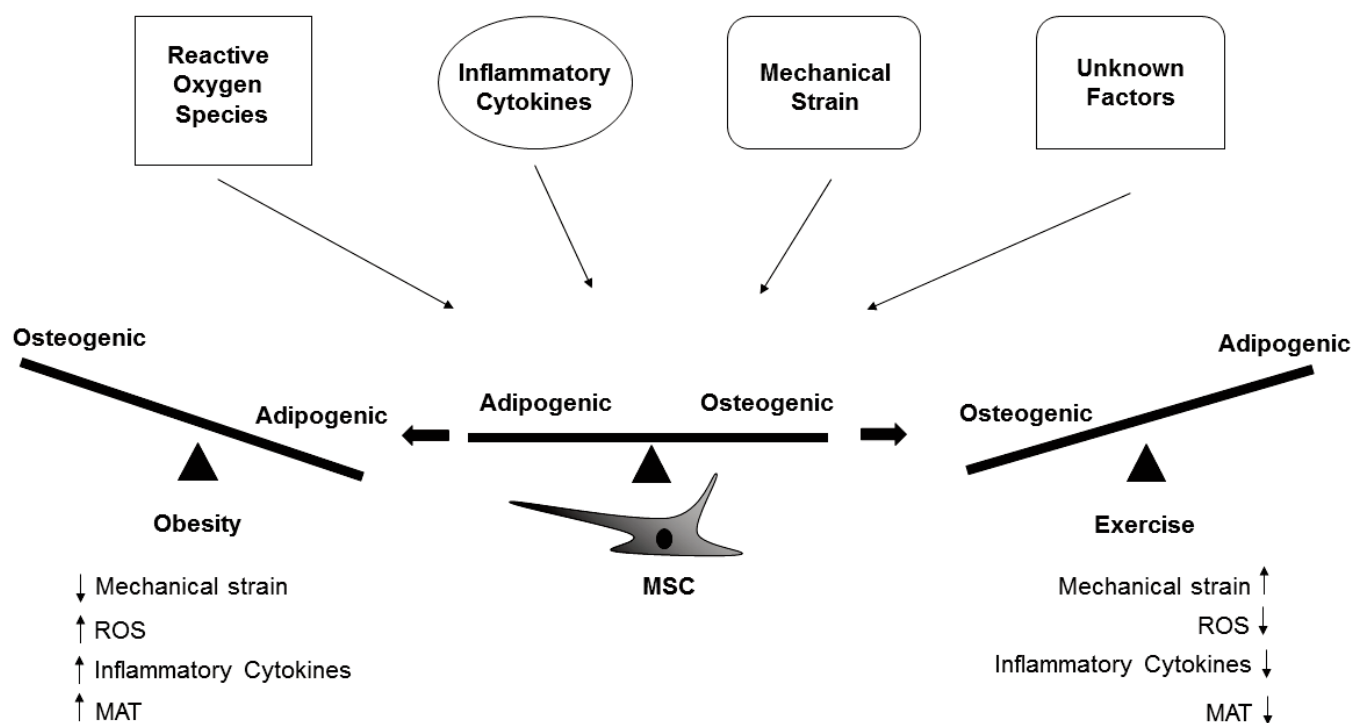 Reactive
Oxygen
Species
Inflammatory
Cytokines
Mechanical
Strain
Unknown
Factors
Osteogenic
Adipogenic
Adipogenic
Osteogenic
Adipogenic
Osteogenic
Obesity
↓ Mechanical strain
↑ ROS
↑ Inflammatory Cytokines
↑ MAT
MSC
Exercise
Mechanical strain ↑
ROS ↓
Inflammatory Cytokines ↓
MAT ↓